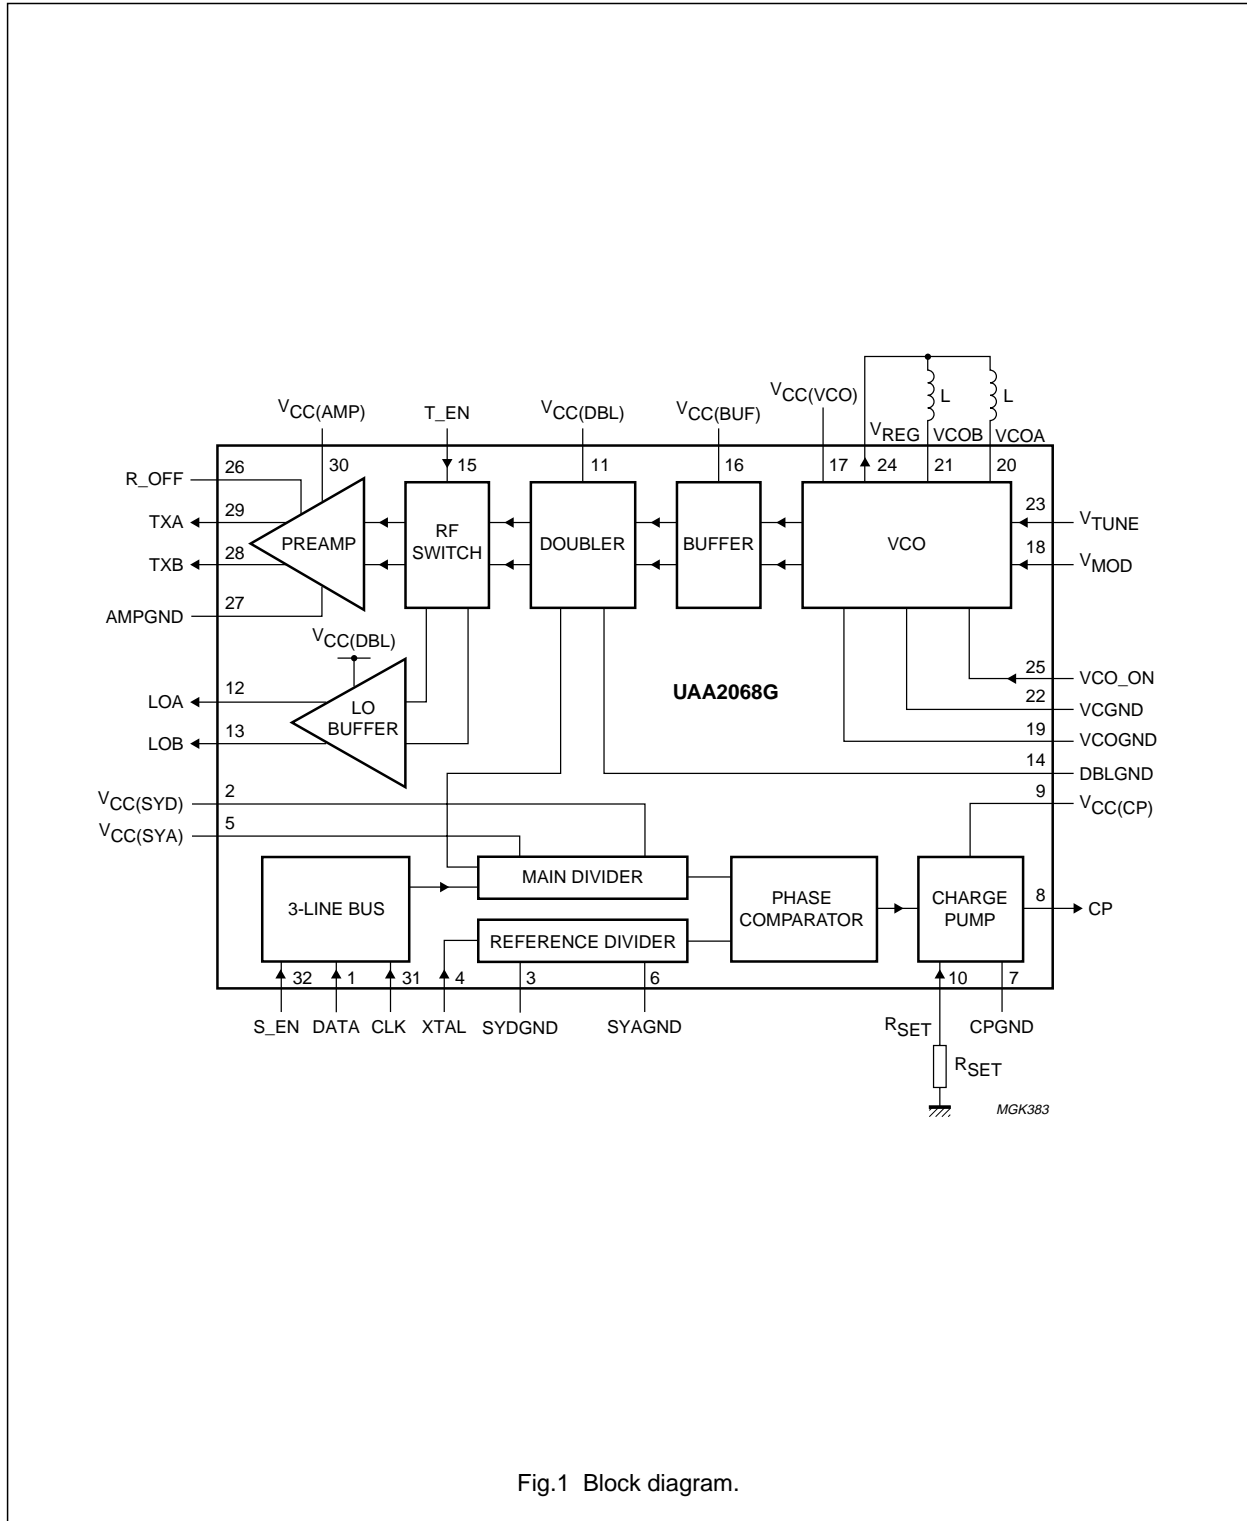 VCC(AMP) T_EN VCC(DBL) VCC(BUF) VCC(VCO) L L
VREG VCOB VCOA
26 30 15 11 16 17 24 21 20
R_OFF
TXA 29
TXB 28
27
AMPGND
PREAMP
RF
SWITCH
DOUBLER
BUFFER
VCO
23
VTUNE
18
VMOD
VCC(DBL)
LOA 12
LOB 13
LO
BUFFER
UAA2068G
25
VCO_ON
22
VCGND
19
VCOGND
14
DBLGND
9
VCC(CP)
VCC(SYD) 2
VCC(SYA) 5
3-LINE BUS
MAIN DIVIDER
REFERENCE DIVIDER
PHASE
COMPARATOR
CHARGE
PUMP
8
CP
32 1 31 4 3 6 10 7
S_EN DATA CLK XTAL SYDGND SYAGND RSET CPGND
RSET
MGK383
Fig.1 Block diagram.